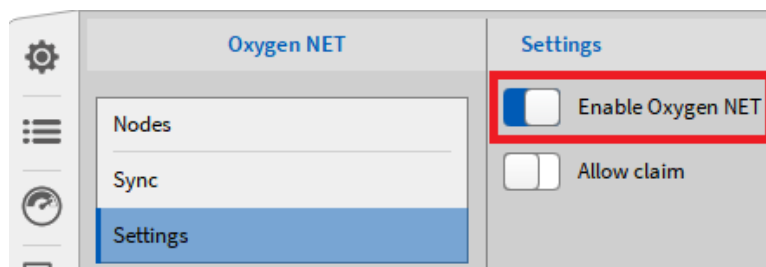 Oxygen NET
Settings
Nodes
Sync
Settings
Enable Oxygen NET
Allow claim